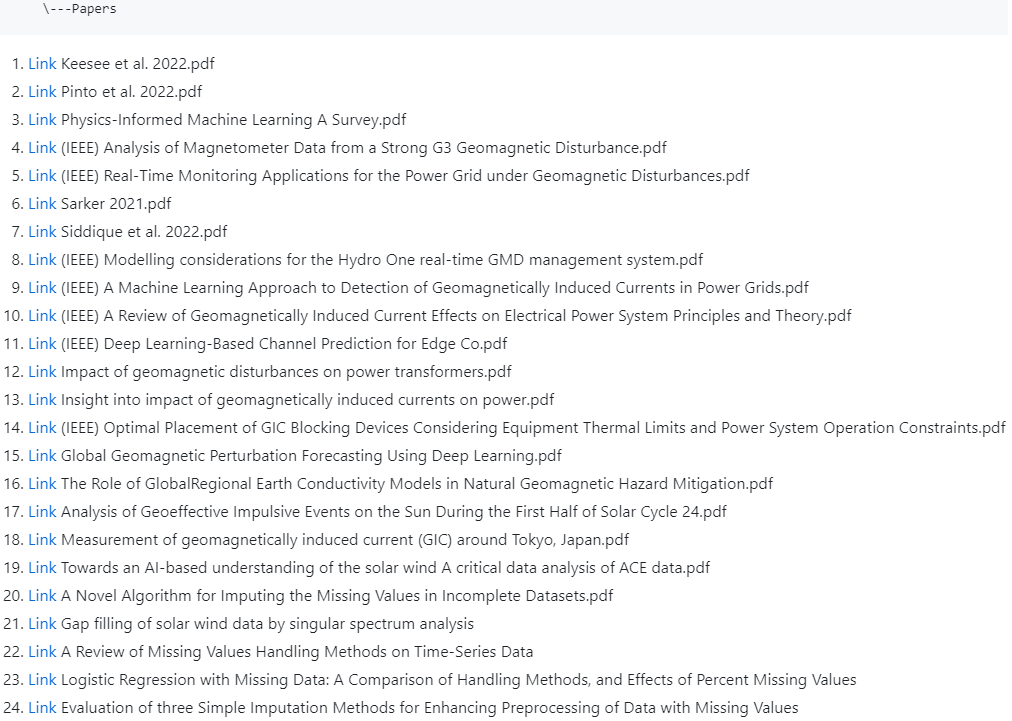 \---Papers
1. Link Keesee et al. 2022.pdf
2. Link Pinto et al. 2022.pdf
3. Link Physics-Informed Machine Learning A Survey.pdf
4. Link (IEEE) Analysis of Magnetometer Data from a Strong G3 Geomagnetic Disturbance.pdf
5. Link (IEEE) Real-Time Monitoring Applications for the Power Grid under Geomagnetic Disturbances.pdf
6. Link Sarker 2021.pdf
7. Link Siddique et al. 2022.pdf
8. Link (IEEE) Modelling considerations for the Hydro One real-time GMD management system.pdf
9. Link (IEEE) A Machine Learning Approach to Detection of Geomagnetically Induced Currents in Power Grids.pdf
10. Link (IEEE) A Review of Geomagnetically Induced Current Effects on Electrical Power System Principles and Theory.pdf
11. Link (IEEE) Deep Learning-Based Channel Prediction for Edge Co.pdf
12. Link Impact of geomagnetic disturbances on power transformers.pdf
13. Link Insight into impact of geomagnetically induced currents on power.pdf
14. Link (IEEE) Optimal Placement of GIC Blocking Devices Considering Equipment Thermal Limits and Power System Operation Constraints.pdf
15. Link Global Geomagnetic Perturbation Forecasting Using Deep Learning.pdf
16. Link The Role of GlobalRegional Earth Conductivity Models in Natural Geomagnetic Hazard Mitigation.pdf
17. Link Analysis of Geoeffective Impulsive Events on the Sun During the First Half of Solar Cycle 24.pdf
18. Link Measurement of geomagnetically induced current (GIC) around Tokyo, Japan.pdf
19. Link Towards an AI-based understanding of the solar wind A critical data analysis of ACE data.pdf
20. Link A Novel Algorithm for Imputing the Missing Values in Incomplete Datasets.pdf
21. Link Gap filling of solar wind data by singular spectrum analysis
22. Link A Review of Missing Values Handling Methods on Time-Series Data
23. Link Logistic Regression with Missing Data: A Comparison of Handling Methods, and Effects of Percent Missing Values
24. Link Evaluation of three Simple Imputation Methods for Enhancing Preprocessing of Data with Missing Values